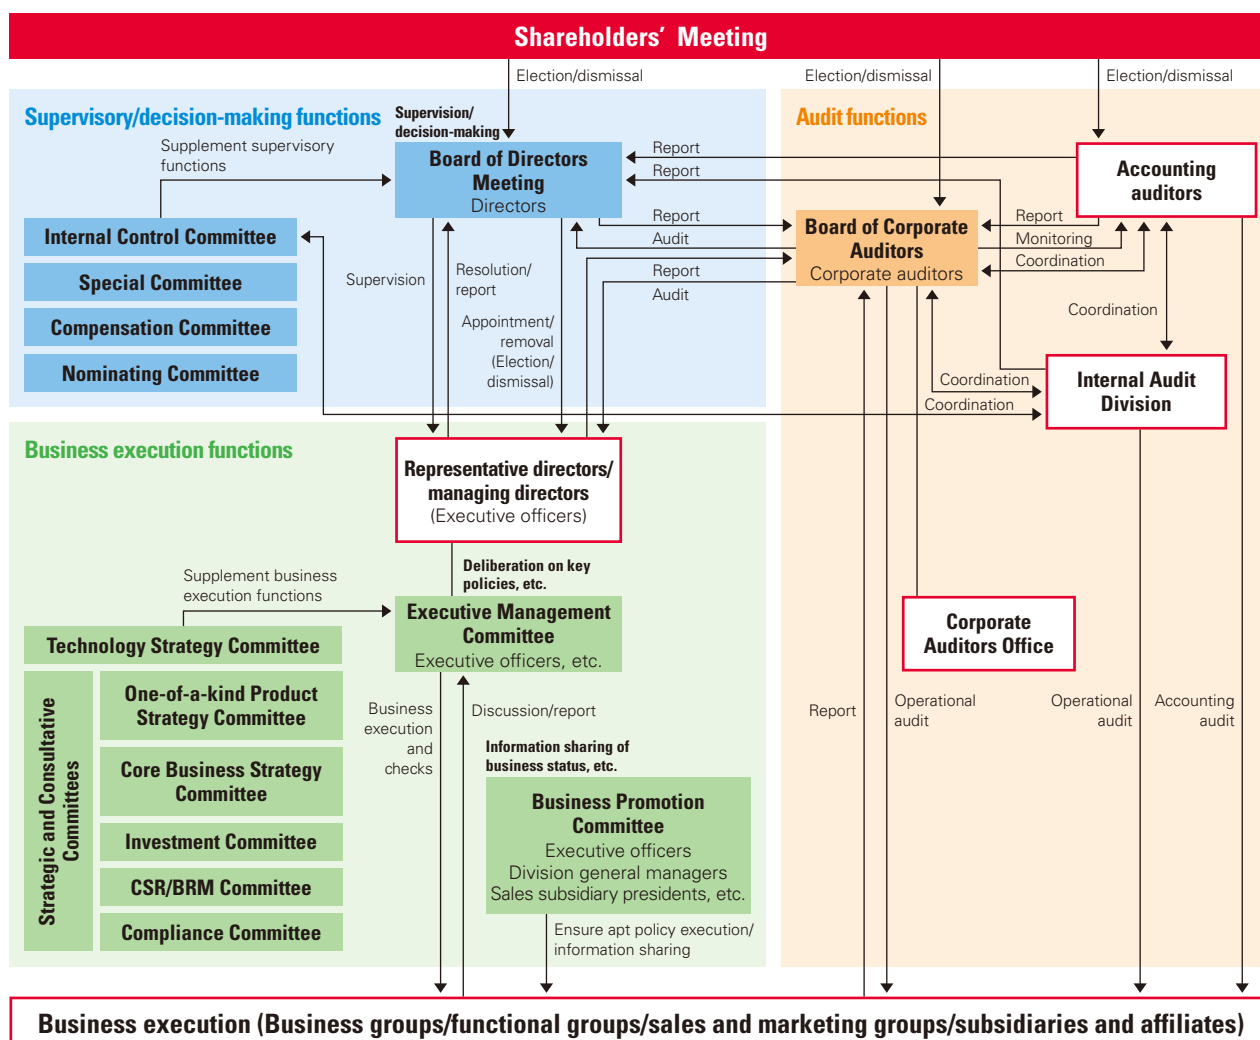 Shareholders' Meeting
Election/dismissal
Election/dismissal
Election/dismissal
Supervisory/decision-making functions
Supervision/
decision-making
Audit functions
Supplement supervisory
functions
Board of Directors
Meeting
Directors
Report
Report
Accounting
auditors
Internal Control Committee
Special Committee
Compensation Committee
Nominating Committee
Report
Audit
Board of Corporate
Auditors
Corporate auditors
Report
Monitoring
Coordination
Supervision
Resolution/
report
Report
Audit
Appointment/
removal
(Election/
dismissal)
Coordination
Coordination
Coordination
Internal Audit
Division
Business execution functions
Representative directors/
managing directors
(Executive officers)
Deliberation on key
policies, etc.
Supplement business
execution functions
Executive Management
Committee
Executive officers, etc.
Technology Strategy Committee
Strategic and Consultative
Committees
One-of-a-kind Product
Strategy Committee
Core Business Strategy
Committee
Investment Committee
CSR/BRM Committee
Compliance Committee
Business
execution
and
checks
Discussion/report
Information sharing of
business status, etc.
Business Promotion
Committee
Executive officers
Division general managers
Sales subsidiary presidents, etc.
Ensure apt policy execution/
information sharing
Corporate
Auditors Office
Report
Operational
audit
Operational
audit
Accounting
audit
Business execution (Business groups/functional groups/sales and marketing groups/subsidiaries and affiliates)